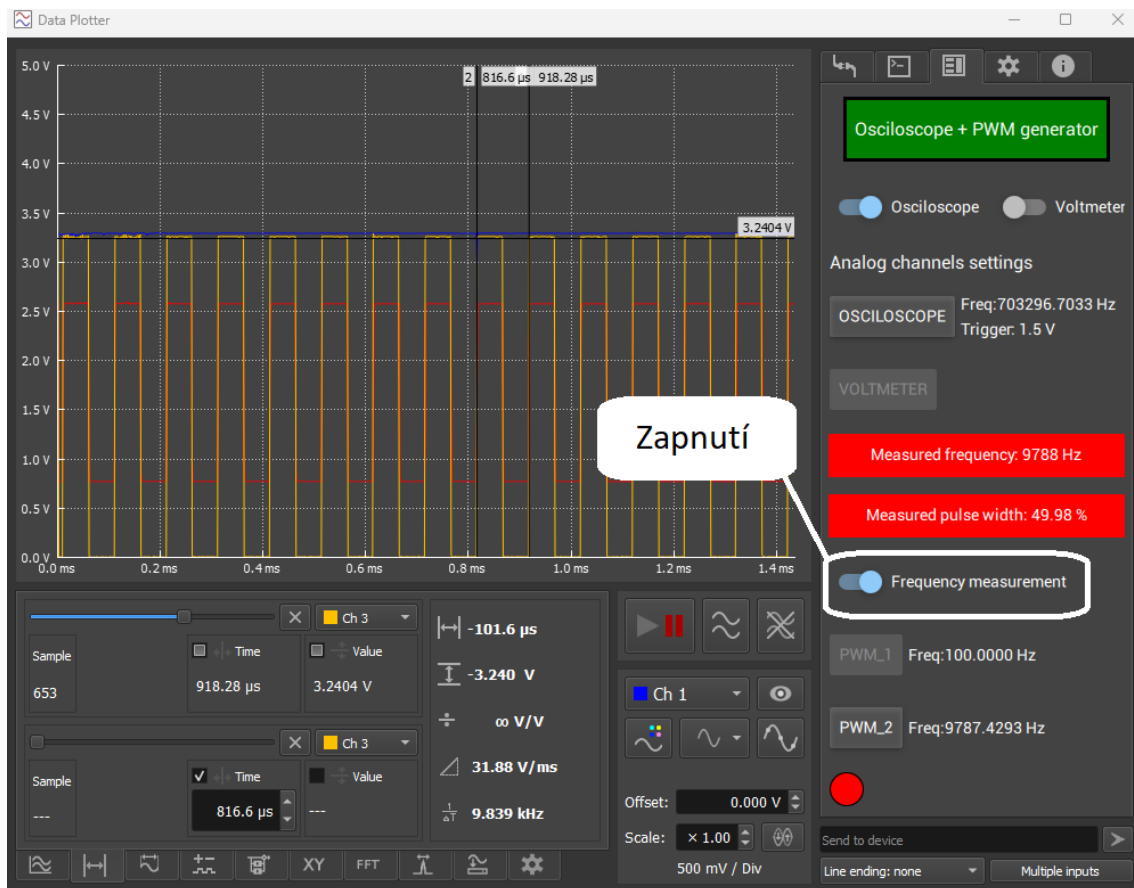 Data Plotter
5.0 V
4.5 V
4.0 V
3.5 V
3.0 V
2.5 V
2.0 V
1.5 V
1.0 V
0.5 V
0.0 V
0.0 ms
0.2 ms
0.4 ms
0.6 ms
0.8 ms
1.0 ms
1.2 ms
1.4 ms
2 816.6 µs 918.28 µs
3.2404 V
Zapnutí
Osciloscope + PWM generator
Osciloscope Voltmeter
Analog channels settings
OSCILOSCOPE
Freq:703296.7033 Hz
Trigger: 1.5 V
VOLTMETER
Measured frequency: 9788 Hz
Measured pulse width: 49.98 %
Frequency measurement
PWM_1 Freq:100.0000 Hz
PWM_2 Freq:9787.4293 Hz
Send to device
Line ending: none Multiple inputs
Ch 3
Sample
653
Time
918.28 µs
Value
3.2404 V
Ch 3
Sample
---
Time
816.6 µs
Value
---
-101.6 µs
-3.240 V
∞ V/V
31.88 V/ms
1
ΔT
9.839 kHz
XY FFT
Ch 1
Offset: 0.000 V
Scale: × 1.00
500 mV / Div